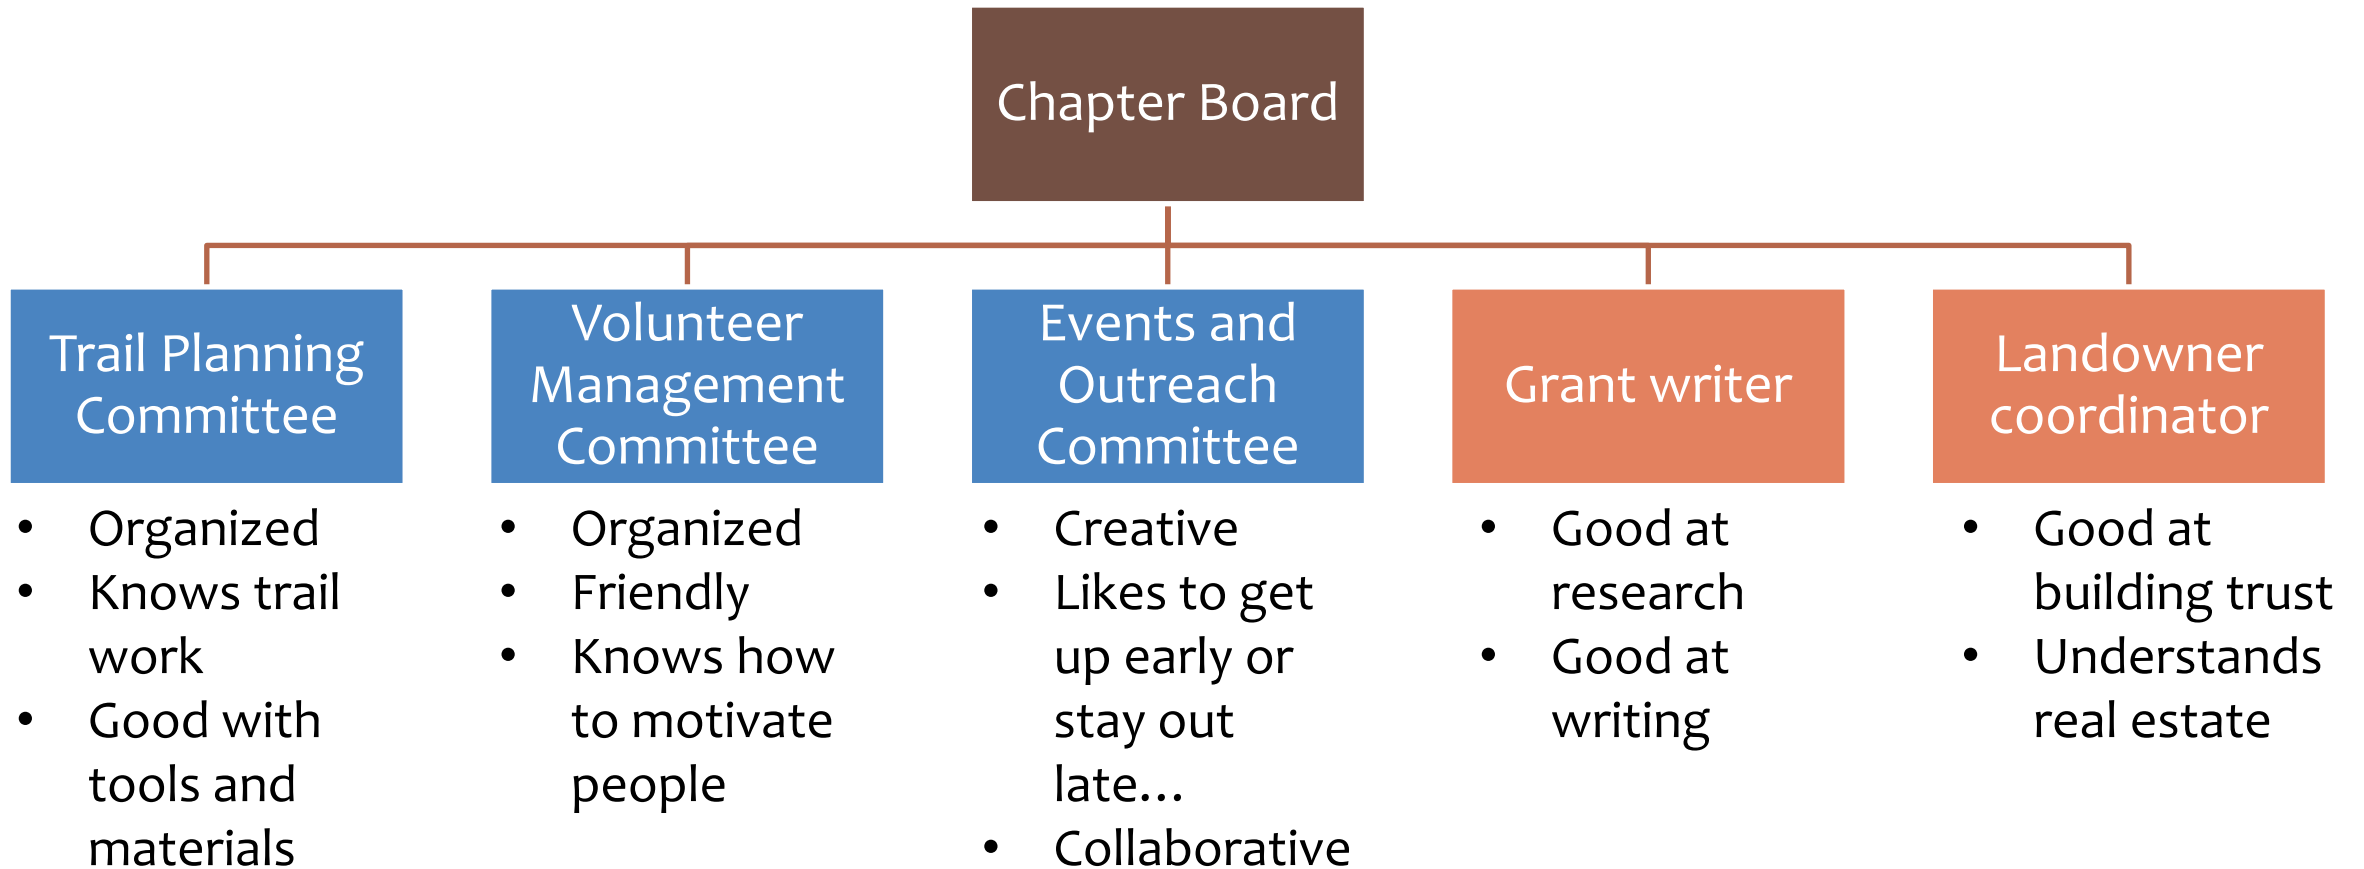 Chapter Board
Trail Planning
Committee
Volunteer
Management
Committee
Events and
Outreach
Committee
Grant writer
Landowner
coordinator
• Organized
• Knows trail
work
• Good with
tools and
materials
• Organized
• Friendly
• Knows how
to motivate
people
• Creative
• Likes to get
up early or
stay out
late…
• Collaborative
• Good at
research
• Good at
writing
• Good at
building trust
• Understands
real estate